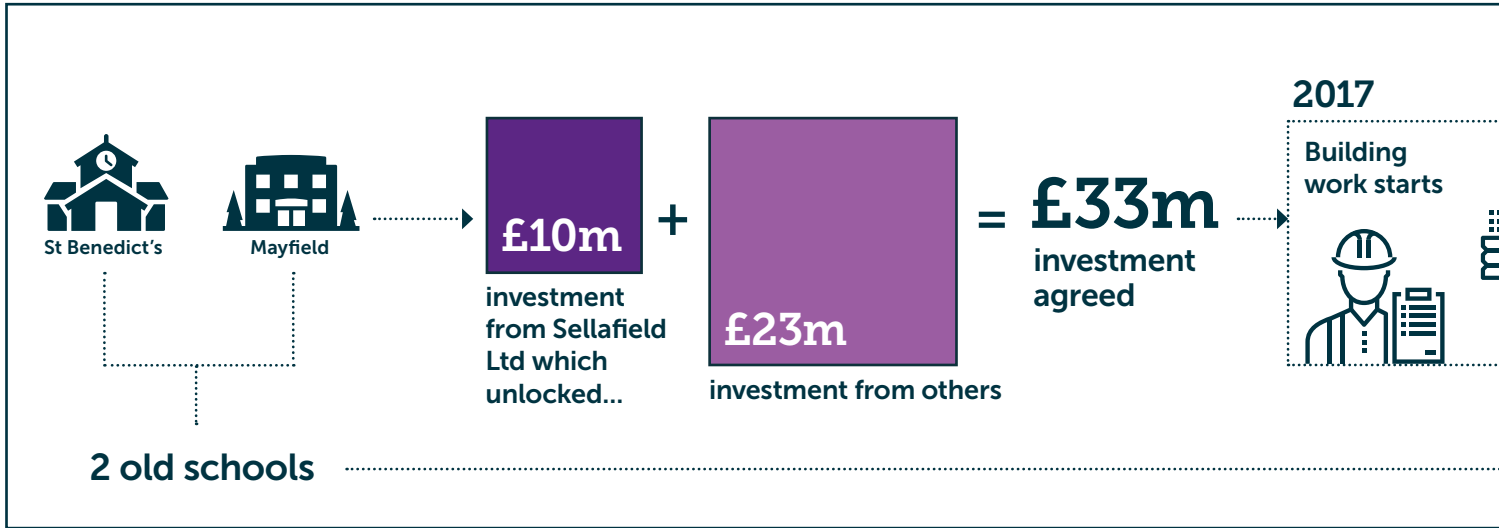 St Benedict's
Mayfield
2 old schools
£10m
investment
from Sellafield
Ltd which
unlocked...
+
£23m
investment from others
=
£33m
investment
agreed
2017
Building
work starts